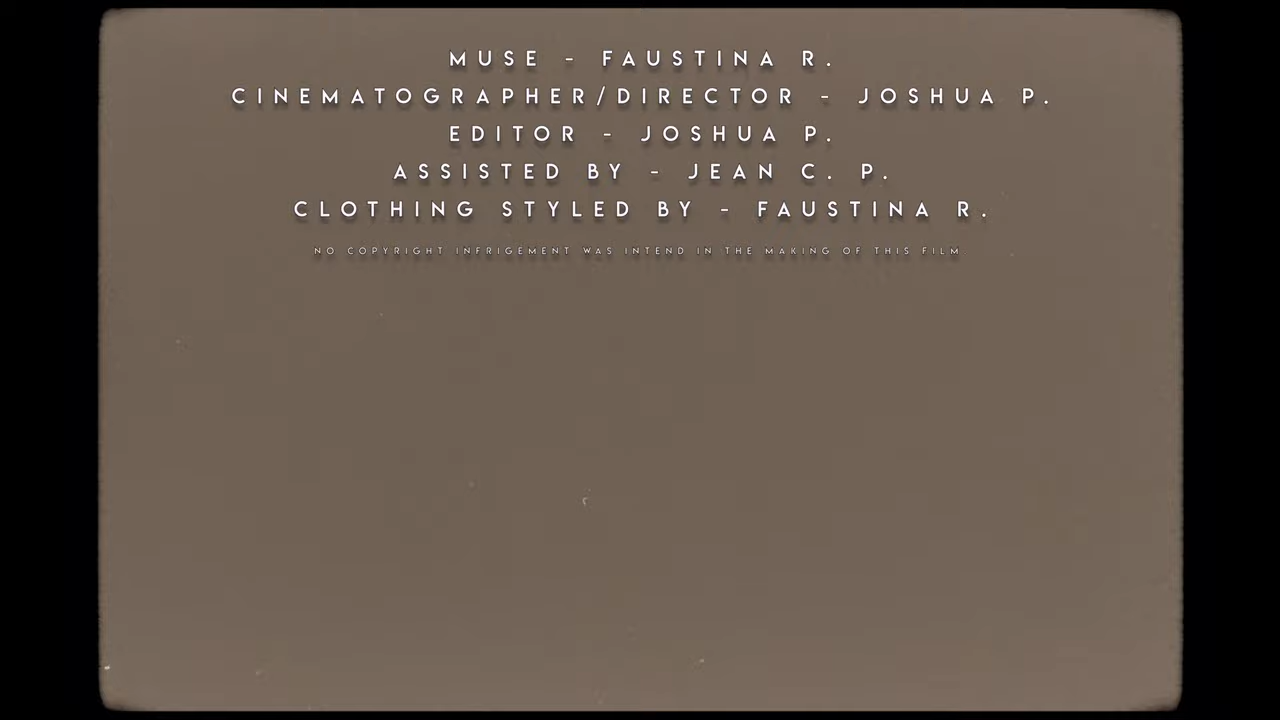 MUSE - FAUSTINA R.
CINEMATOGRAPHER/DIRECTOR - JOSHUA P.
EDITOR - JOSHUA P.
ASSISTED BY - JEAN C. P.
CLOTHING STYLED BY - FAUSTINA R.
NO COPYRIGHT INFRIGEMENT WAS INTEND IN THE MAKING OF THIS FILM